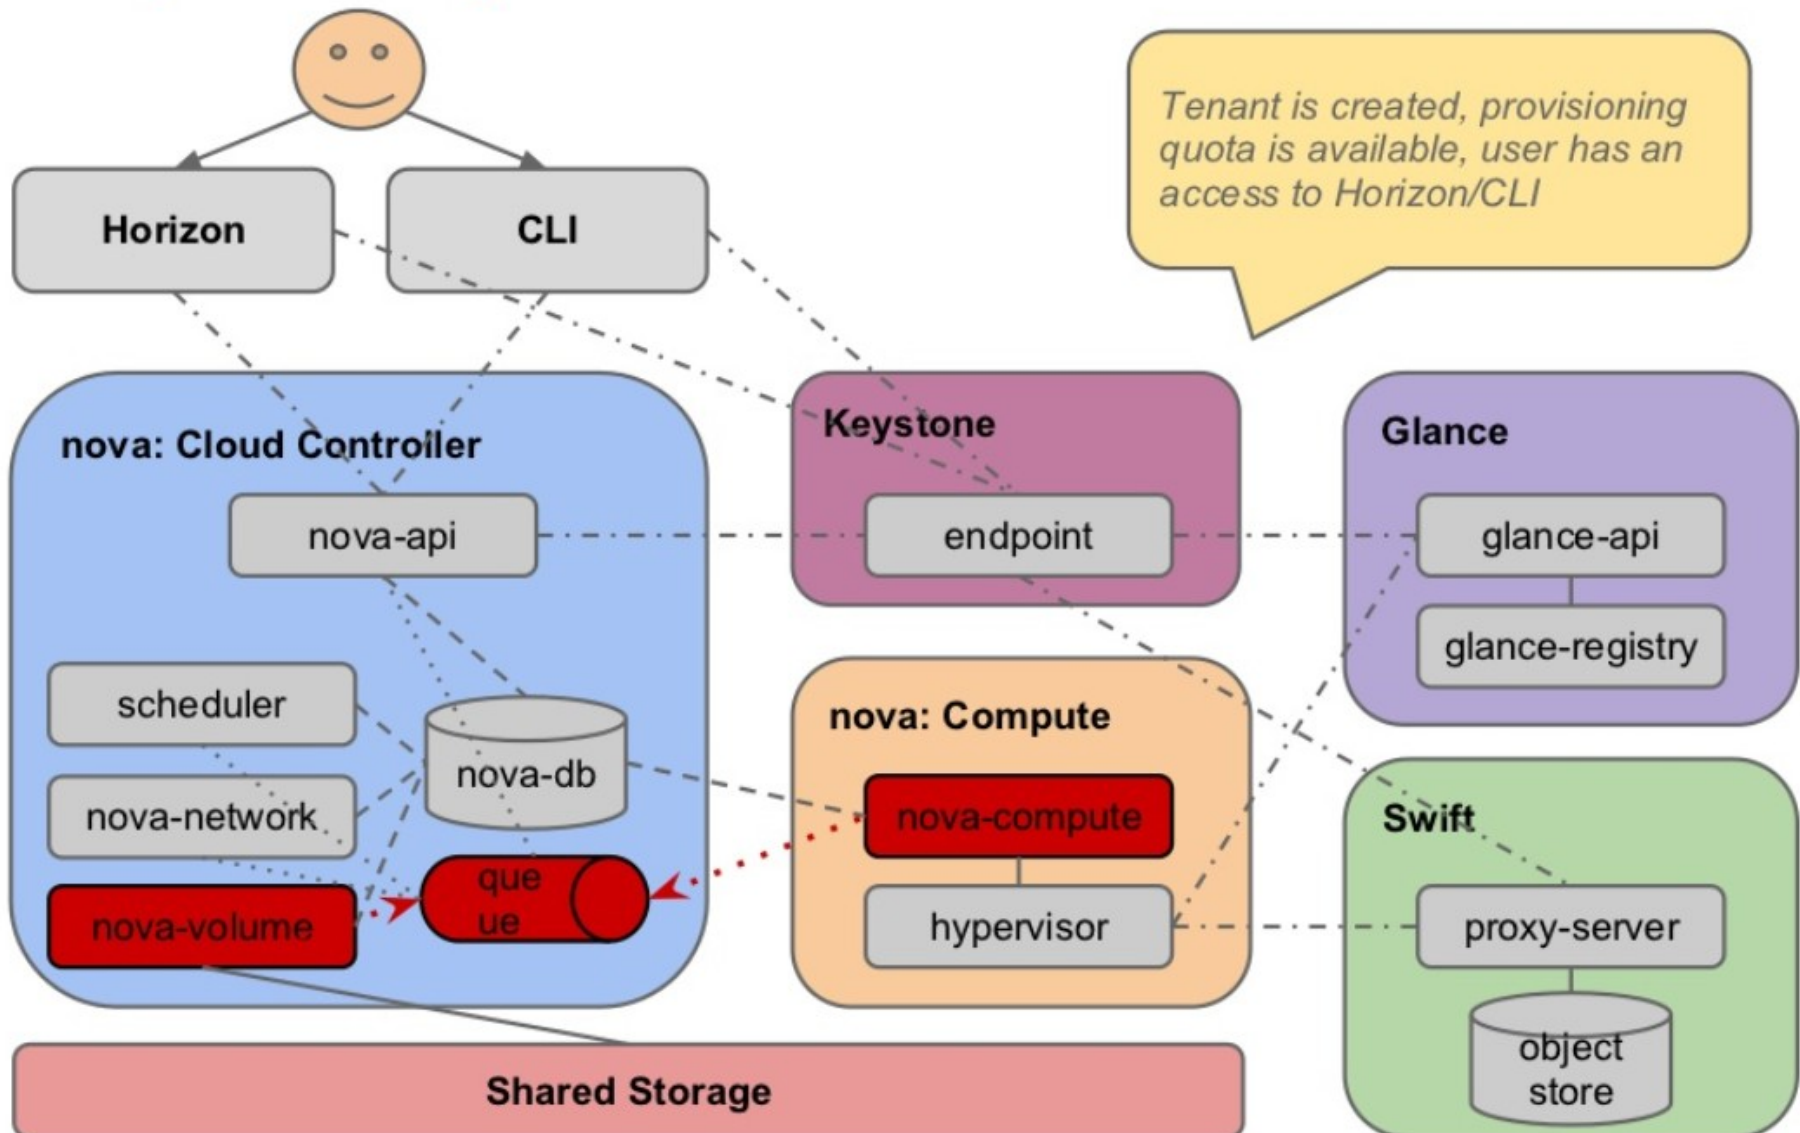 Tenant is created, provisioning
quota is available, user has an
access to Horizon/CLI
Horizon
CLI
nova: Cloud Controller
Keystone
Glance
nova-api
endpoint
glance-api
glance-registry
scheduler
nova: Compute
nova-db
nova-network
nova-compute
Swift
que
ue
nova-volume
hypervisor
proxy-server
object
store
Shared Storage